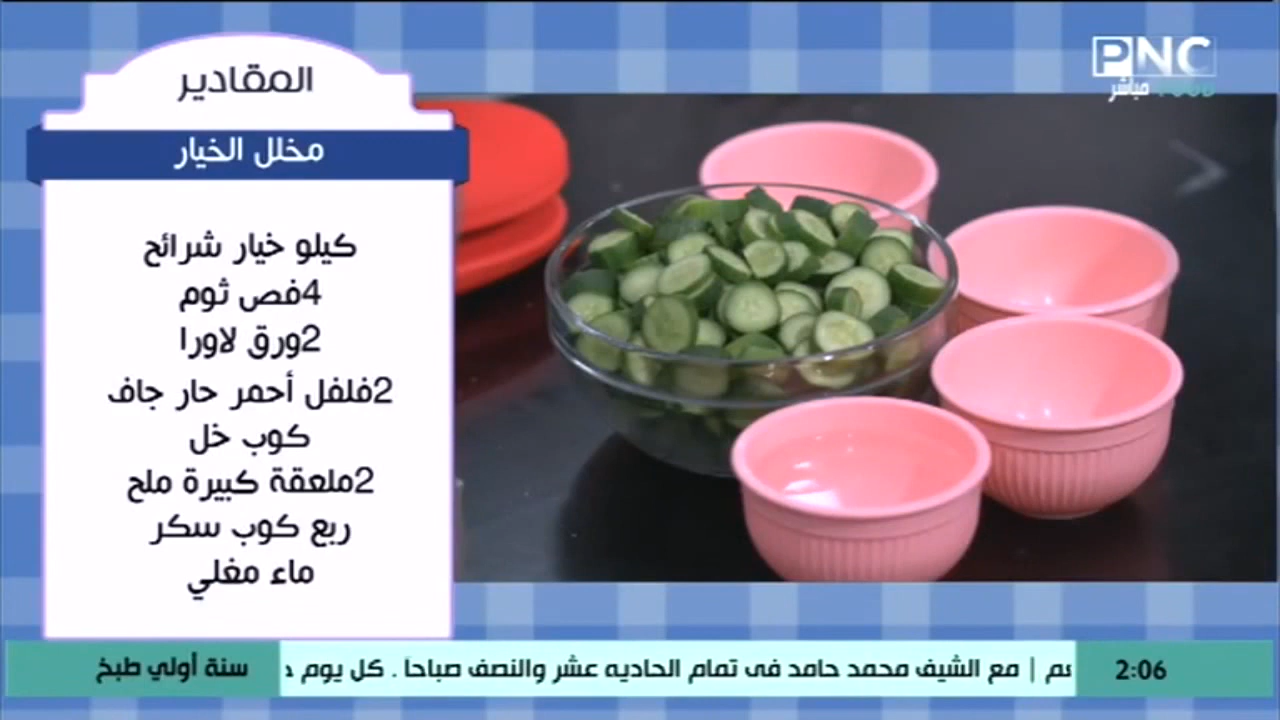 PNC
مباشر
المقادير
مخلل الخيار
كيلو خيار شرائح
4فص ثوم
2ورق لاورا
2فلفل أحمر حار جاف
كوب خل
2ملعقة كبيرة ملح
ربع كوب سكر
ماء مغلي
2:06
| مع الشيف محمد حامد فى تمام الحاديه عشر والنصف صباحاً . كل يوم
سنة أولي طبخ